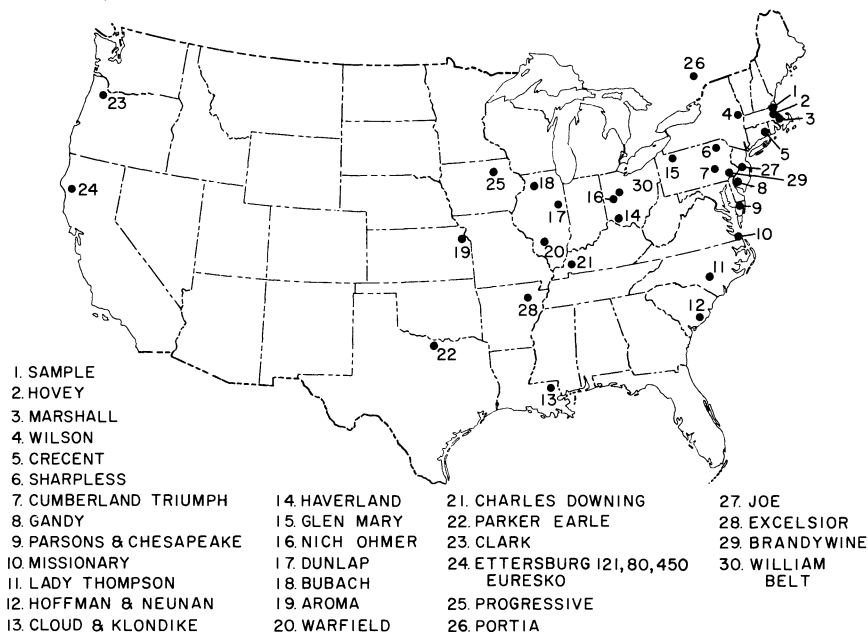 26
1
2
23
4
3
6
5
15
27
25
7
24
18
30
29
8
16
17
9
14
19
20
10
21
11
28
12
22
13
1. SAMPLE
2. HOVEY
3. MARSHALL
4. WILSON
5. CRECENT
6. SHARPLESS
7. CUMBERLAND TRIUMPH
8. GANDY
9. PARSONS & CHESAPEAKE
10. MISSIONARY
11. LADY THOMPSON
12. HOFFMAN & NEUNAN
13. CLOUD & KLONDIKE
14. HAVERLAND
15. GLEN MARY
16. NICH OHMER
17. DUNLAP
18. BUBACH
19. AROMA
20. WARFIELD
21. CHARLES DOWNING
22. PARKER EARLE
23. CLARK
24. ETTERSBURG 121,80,450
EURESKO
25. PROGRESSIVE
26. PORTIA
27. JOE
28. EXCELSIOR
29. BRANDYWINE
30. WILLIAM
BELT